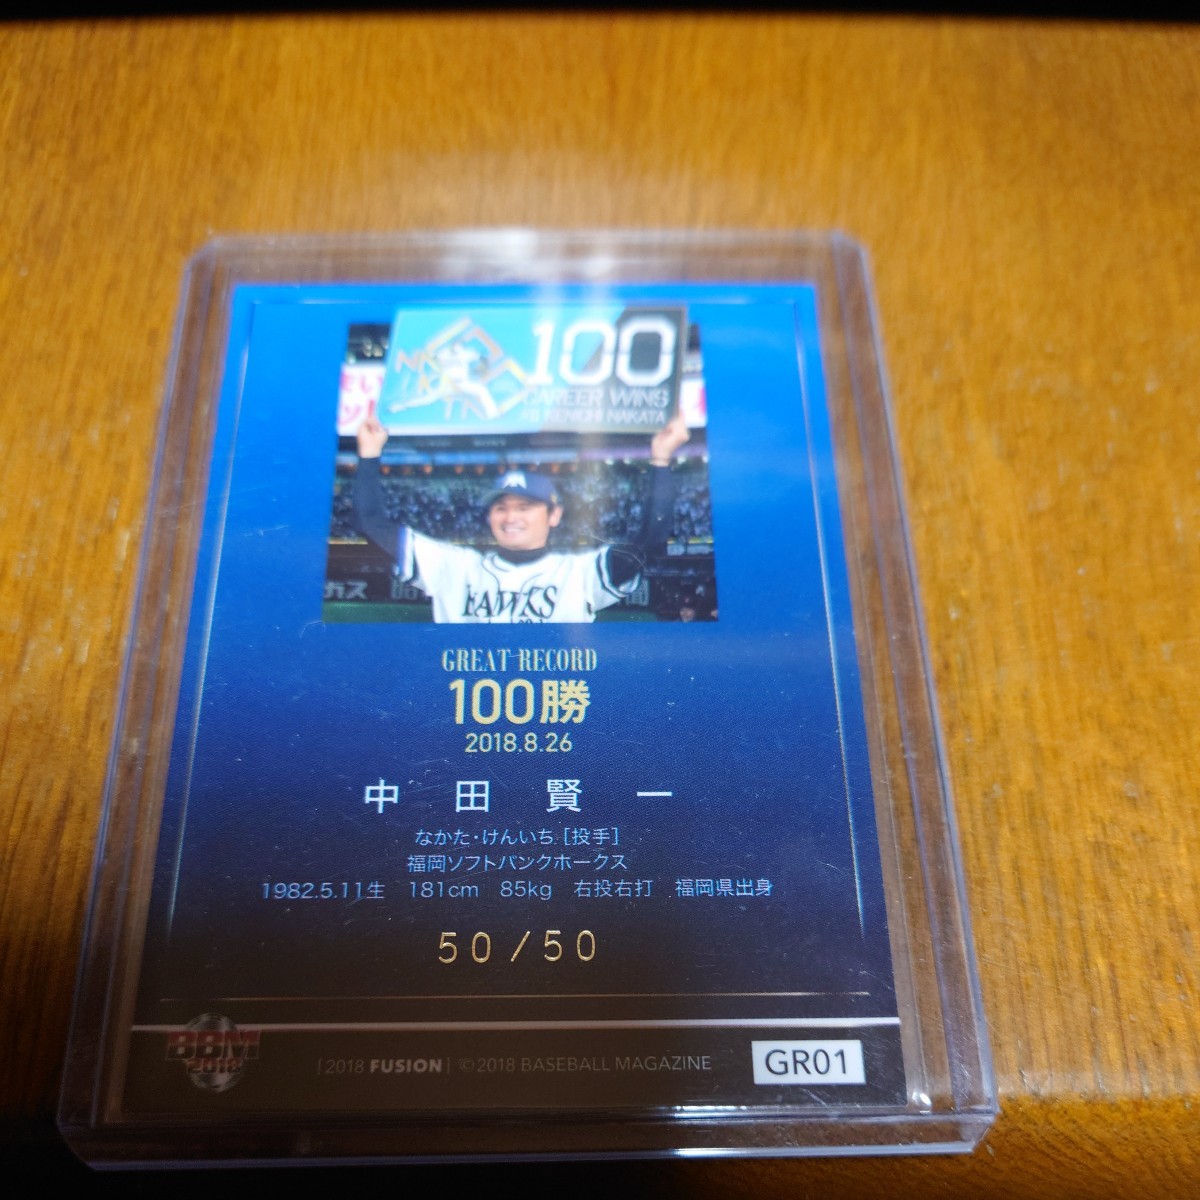 100
CAREER WINS
KENICHI NAKATA
HAWKS
GREAT RECORD
100勝
2018.8.26
中田賢一
なかた・けんいち [投手]
福岡ソフトバンクホークス
1982.5.11生 181cm 85kg 右投右打 福岡県出身
50/50
BBM
2018
[2018 FUSION] ©2018 BASEBALL MAGAZINE
GR01